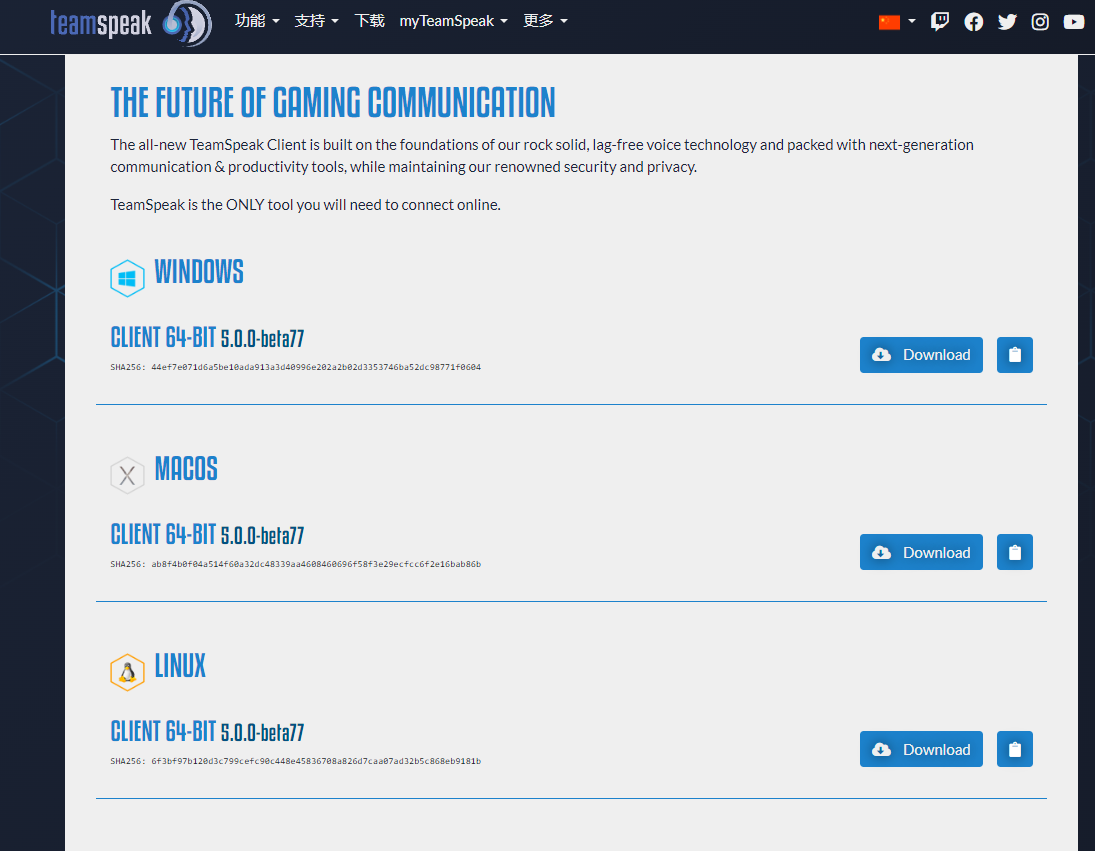 teamspeak 功能 支持 下载 myTeamSpeak 更多
THE FUTURE OF GAMING COMMUNICATION
The all-new TeamSpeak Client is built on the foundations of our rock solid, lag-free voice technology and packed with next-generation
communication & productivity tools, while maintaining our renowned security and privacy.
TeamSpeak is the ONLY tool you will need to connect online.
WINDOWS
CLIENT 64-BIT 5.0.0-beta77
SHA256: 44ef7e071d6a5be10ada913a3d40996e202a2b02d3353746ba52dc98771f0604
Download
MACOS
CLIENT 64-BIT 5.0.0-beta77
SHA256: ab8f4b0f04a514f60a32dc48339aa4608460696f58f3e29ecfcc6f2e16bab86b
Download
LINUX
CLIENT 64-BIT 5.0.0-beta77
SHA256: 6f3bf97b120d3c799cefc90c448e45836708a826d7caa07ad32b5c868eb9181b
Download